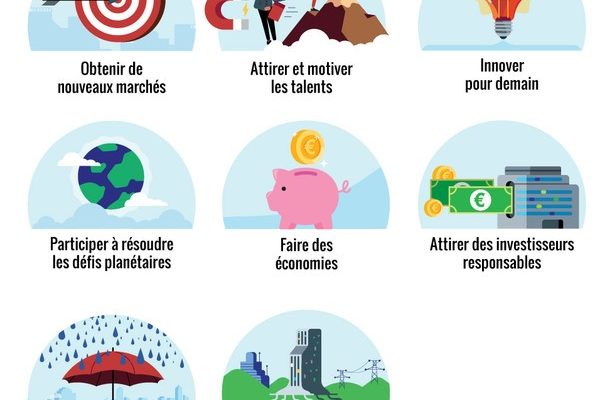 Obtenir de
nouveaux marchés
Attirer et motiver
les talents
Innover
pour demain
Participer à résoudre
les défis planétaires
Faire des
économies
Attirer des investisseurs
responsables
€
€
€